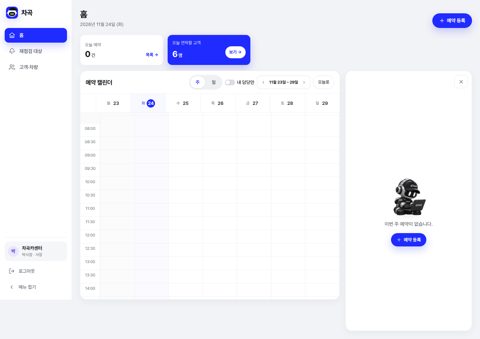 차곡
홈
재점검 대상
고객·차량
차곡카센터
로그아웃
메뉴 접기
홈
2026년 11월 24일 (화)
+ 예약 등록
오늘 예약
0건
목록 →
오늘 연락할 고객
6명
보기 →
예약 캘린더
주
월
내 담당만
11월 23일 – 29일
오늘로
월 23
화 24
수 25
목 26
금 27
토 28
일 29
08:00
08:30
09:00
09:30
10:00
10:30
11:00
11:30
12:00
12:30
13:00
13:30
14:00
이번 주 예약이 없습니다.
+ 예약 등록